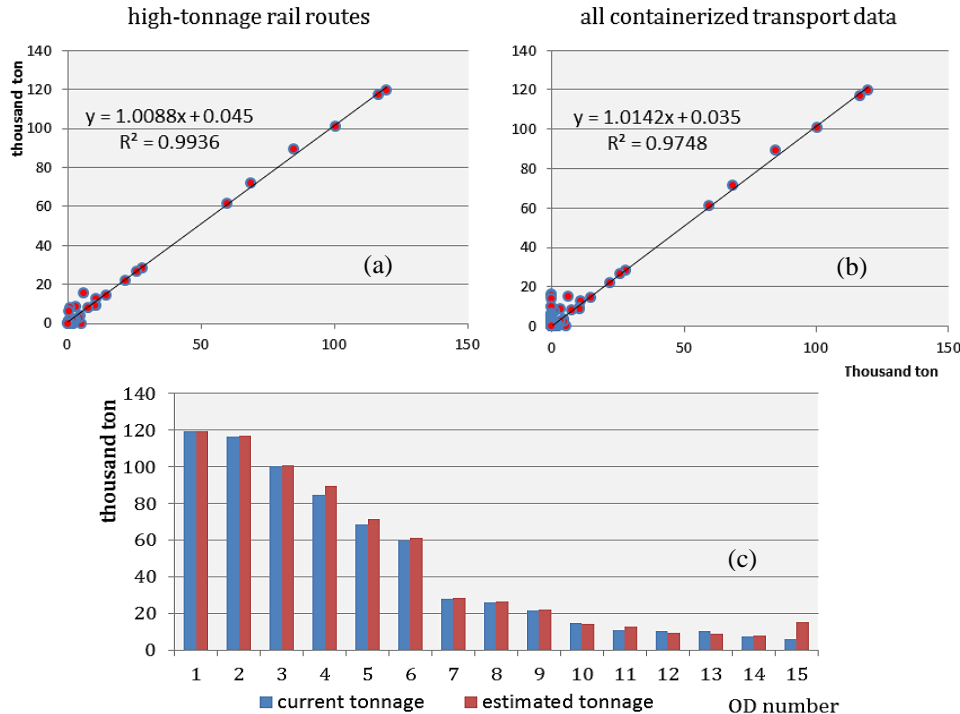 high-tonnage rail routes
all containerized transport data
thousand ton
140
120
100
80
60
40
20
0
0
50
100
150
y = 1.0088x + 0.045
R² = 0.9936
(a)
140
120
100
80
60
40
20
0
0
50
100
150
y = 1.0142x + 0.035
R² = 0.9748
(b)
Thousand ton
thousand ton
140
120
100
80
60
40
20
0
(c)
1 2 3 4 5 6 7 8 9 10 11 12 13 14 15
current tonnage estimated tonnage OD number